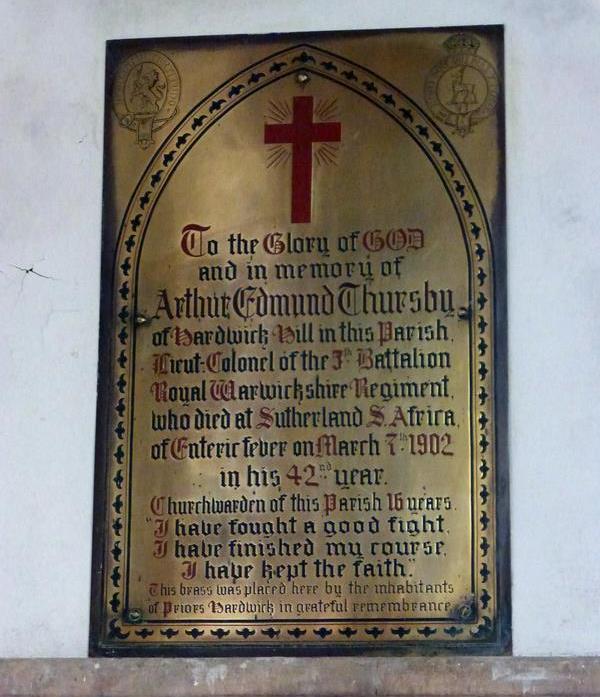 To the Glory of GOD
and in memory of
Arthur Edmund Thursby
of Hardwick Hill in this Parish,
Lieut-Colonel of the 3rd Battalion
Royal Warwickshire Regiment,
who died at Sutherland S. Africa,
of Enteric fever on March 7th 1902
in his 42nd year.
Churchwarden of this Parish 16 years.
"I have fought a good fight,
I have finished my course,
I have kept the faith."
This brass was placed here by the inhabitants
of Priors Hardwick in grateful remembrance.